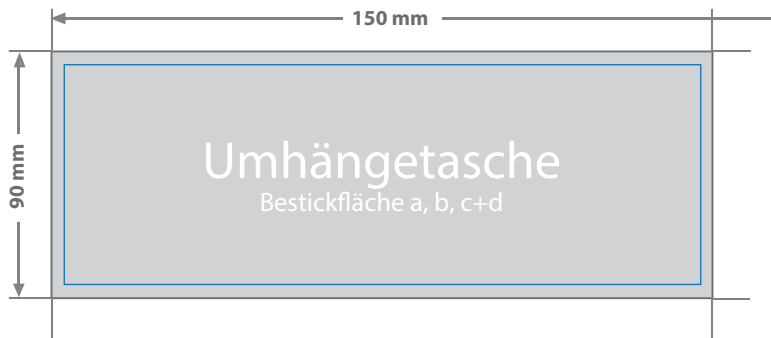 150 mm
90 mm
Umhängetasche
Bestickfläche a, b, c+d